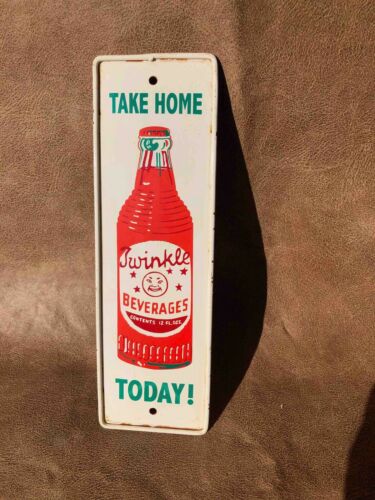 TAKE HOME
Twinkle
BEVERAGES
CONTENTS 12 FL. OZS.
TODAY!